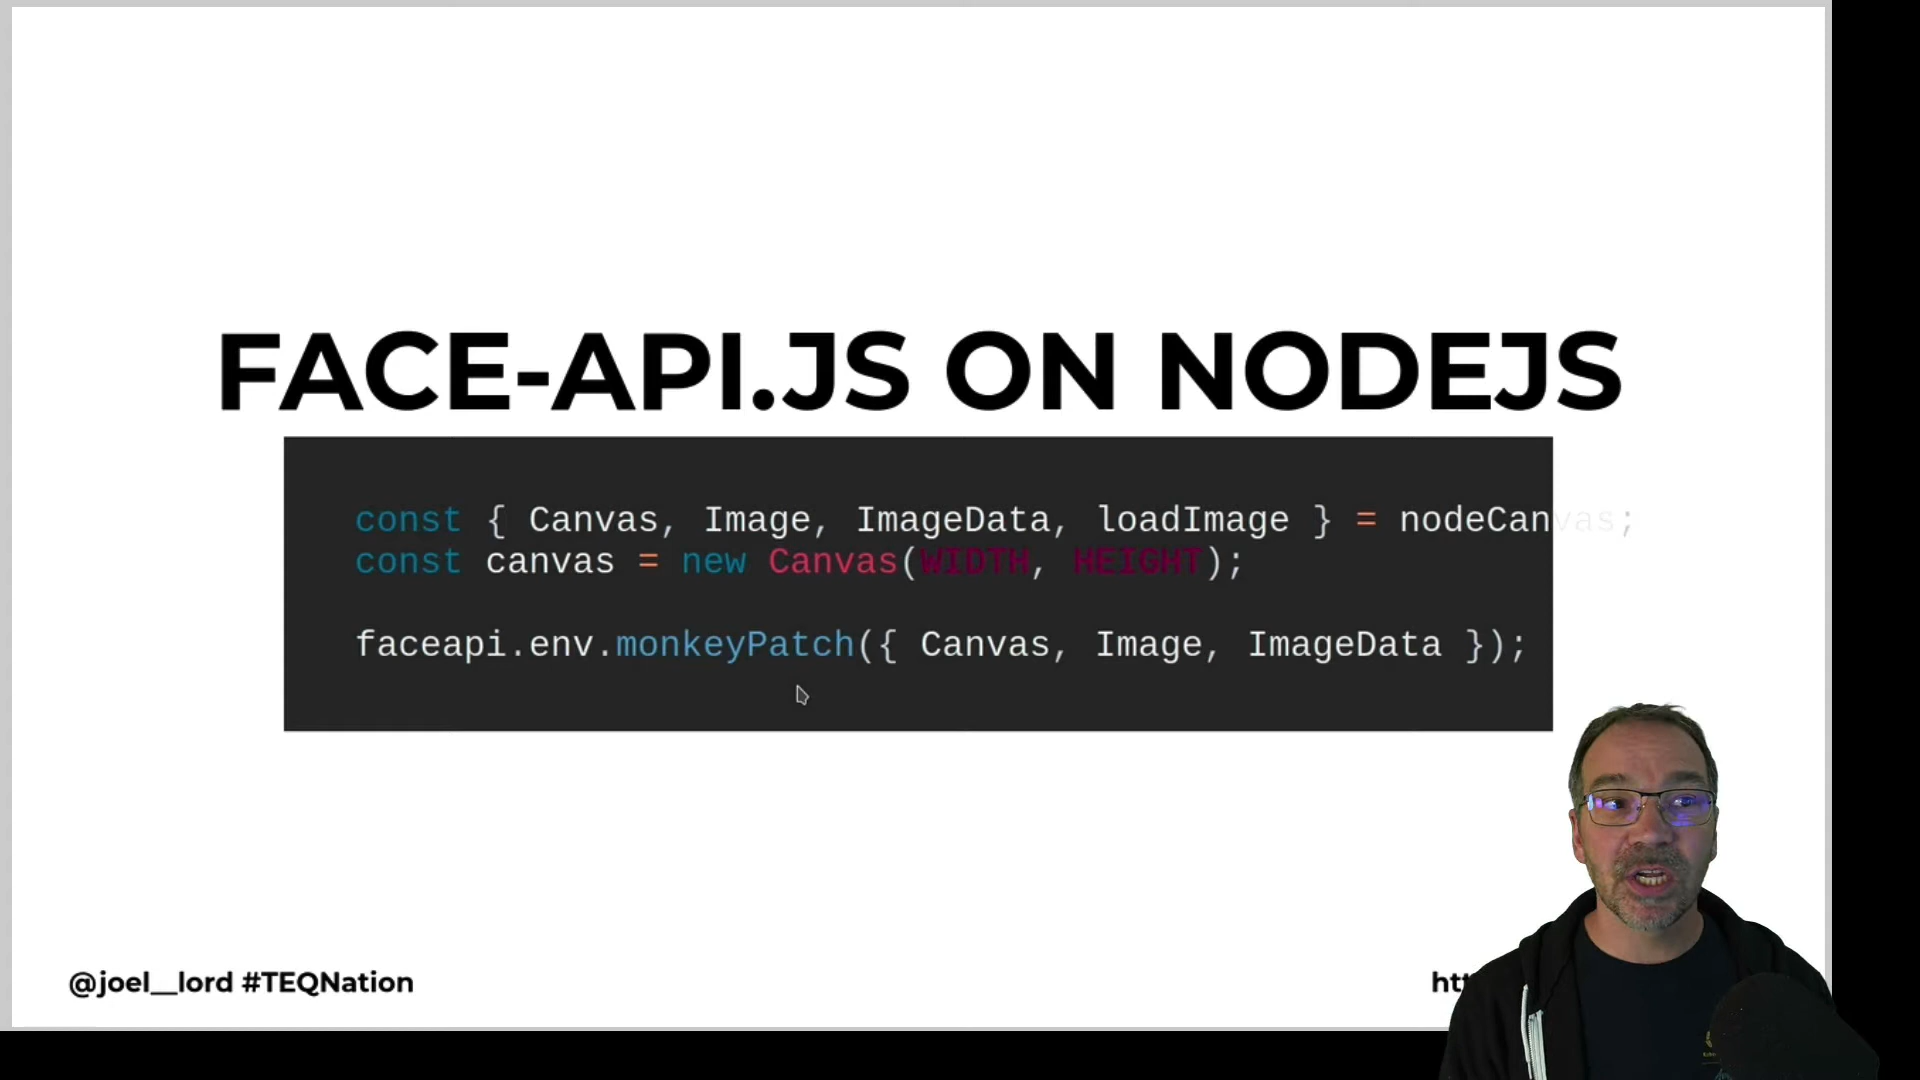 FACE-API.JS ON NODEJS
const { Canvas, Image, ImageData, loadImage } = nodeCanvas;
const canvas = new Canvas(WIDTH, HEIGHT);
faceapi.env.monkeyPatch({ Canvas, Image, ImageData });
@joel__lord #TEQNation